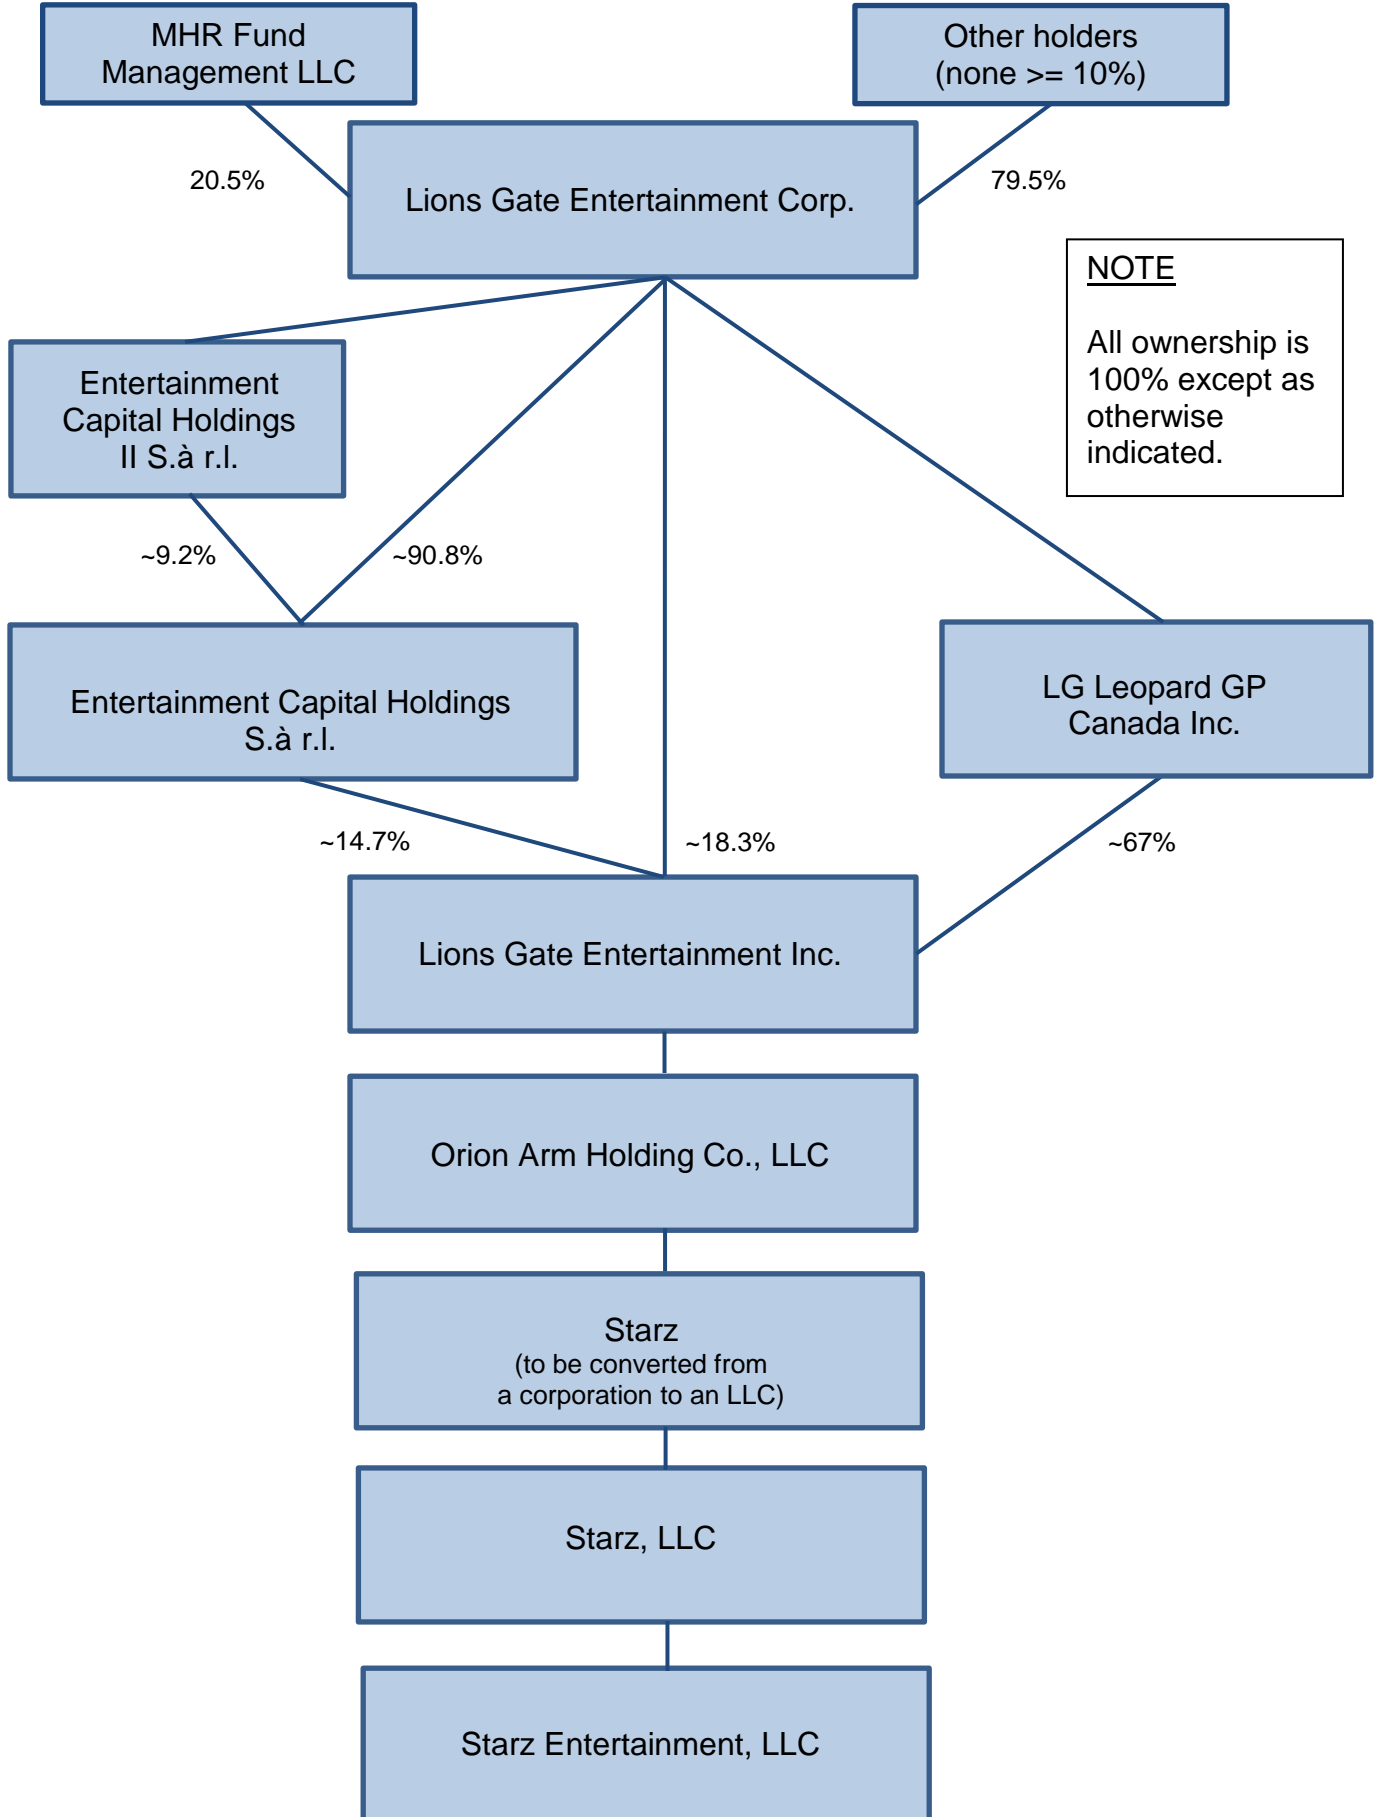 MHR Fund
Management LLC
Other holders
(none >= 10%)
20.5%
Lions Gate Entertainment Corp.
79.5%
NOTE
All ownership is
100% except as
otherwise
indicated.
Entertainment
Capital Holdings
II S.à r.l.
~9.2%
~90.8%
Entertainment Capital Holdings
S.à r.l.
LG Leopard GP
Canada Inc.
~14.7%
~18.3%
~67%
Lions Gate Entertainment Inc.
Orion Arm Holding Co., LLC
Starz
(to be converted from
a corporation to an LLC)
Starz, LLC
Starz Entertainment, LLC